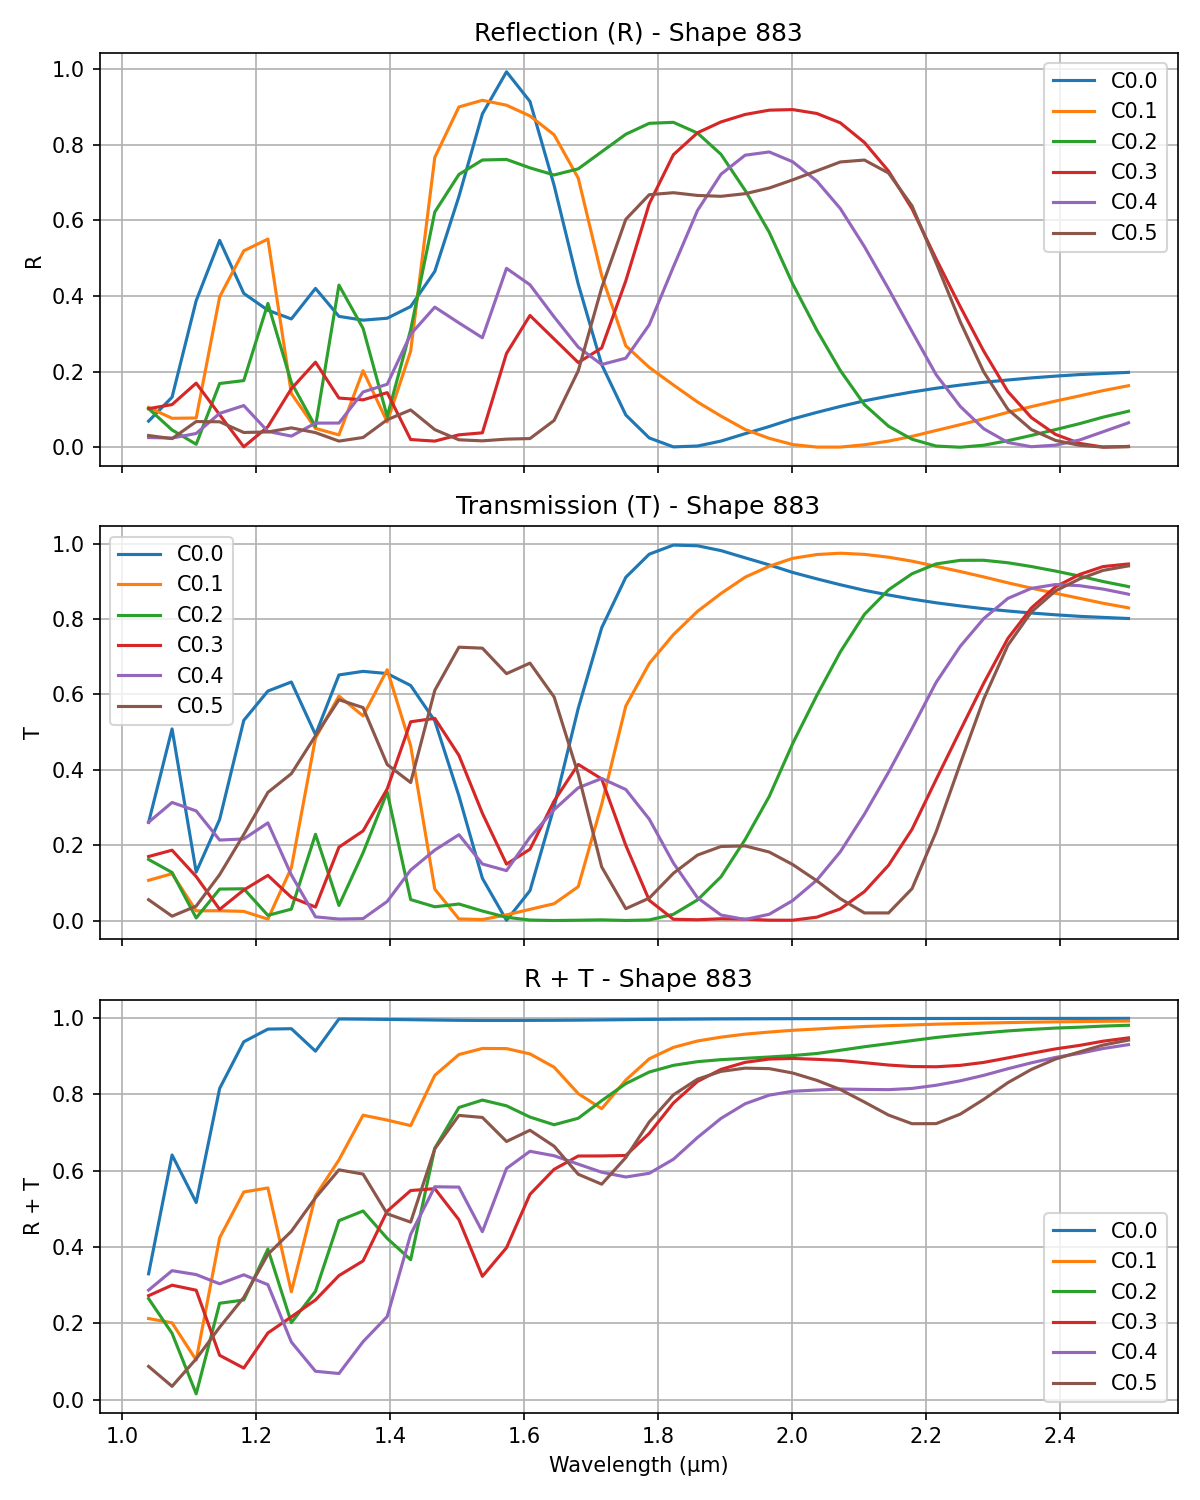 Reflection (R) - Shape 883
1.0
0.8
0.6
0.4
0.2
0.0
R
C0.0
C0.1
C0.2
C0.3
C0.4
C0.5
Transmission (T) - Shape 883
1.0
0.8
0.6
0.4
0.2
0.0
T
C0.0
C0.1
C0.2
C0.3
C0.4
C0.5
R + T - Shape 883
1.0
0.8
0.6
0.4
0.2
0.0
R + T
C0.0
C0.1
C0.2
C0.3
C0.4
C0.5
1.0 1.2 1.4 1.6 1.8 2.0 2.2 2.4
Wavelength (μm)